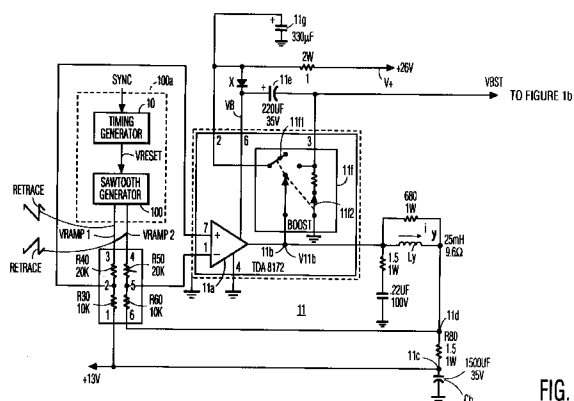 11g
330µF
2W
1
+26V
V+
X
+
11e
220UF
35V
VB
VBST
TO FIGURE 1b
SYNC
100a
10
TIMING
GENERATOR
VRESET
SAWTOOTH
GENERATOR
100
RETRACE
VRAMP 1
VRAMP 2
RETRACE
2
6
3
11f1
11f
11f2
BOOST
7
+
1
−
11a
4
TDA 8172
11b
V11b
11
R40
20K
3
4
R50
20K
2
5
R30
10K
R60
10K
1
6
+13V
680
1W
i y
Ly
25mH
9.6Ω
1.5
1W
22UF
100V
11d
R80
1.5
1W
11c
1500UF
35V
Cb
FIG.